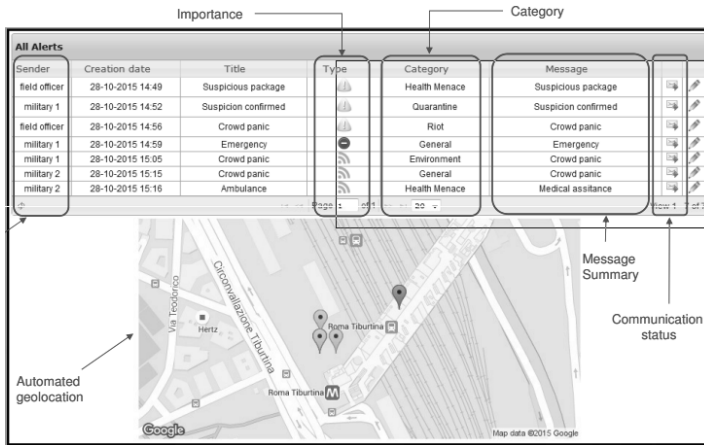 Importance
Category
All Alerts
Sender Creation date Title Type Category Message
field officer 28-10-2015 14:49 Suspicious package Health Menace Suspicious package
military 1 28-10-2015 14:52 Suspicion confirmed Quarantine Suspicion confirmed
field officer 28-10-2015 14:56 Crowd panic Riot Crowd panic
military 1 28-10-2015 14:59 Emergency General Emergency
military 1 28-10-2015 15:05 Crowd panic Environment Crowd panic
military 2 28-10-2015 15:15 Crowd panic General Crowd panic
military 2 28-10-2015 15:16 Ambulance Health Menace Medical assitance
Page 1 of 1 20 View 1 7 of 7
Message
Summary
Communication
status
Automated
geolocation
Via Teodorico
Circonvallazione Tiburtina
Hertz
Roma Tiburtina
Roma Tiburtina M
Google
Map data ©2015 Google